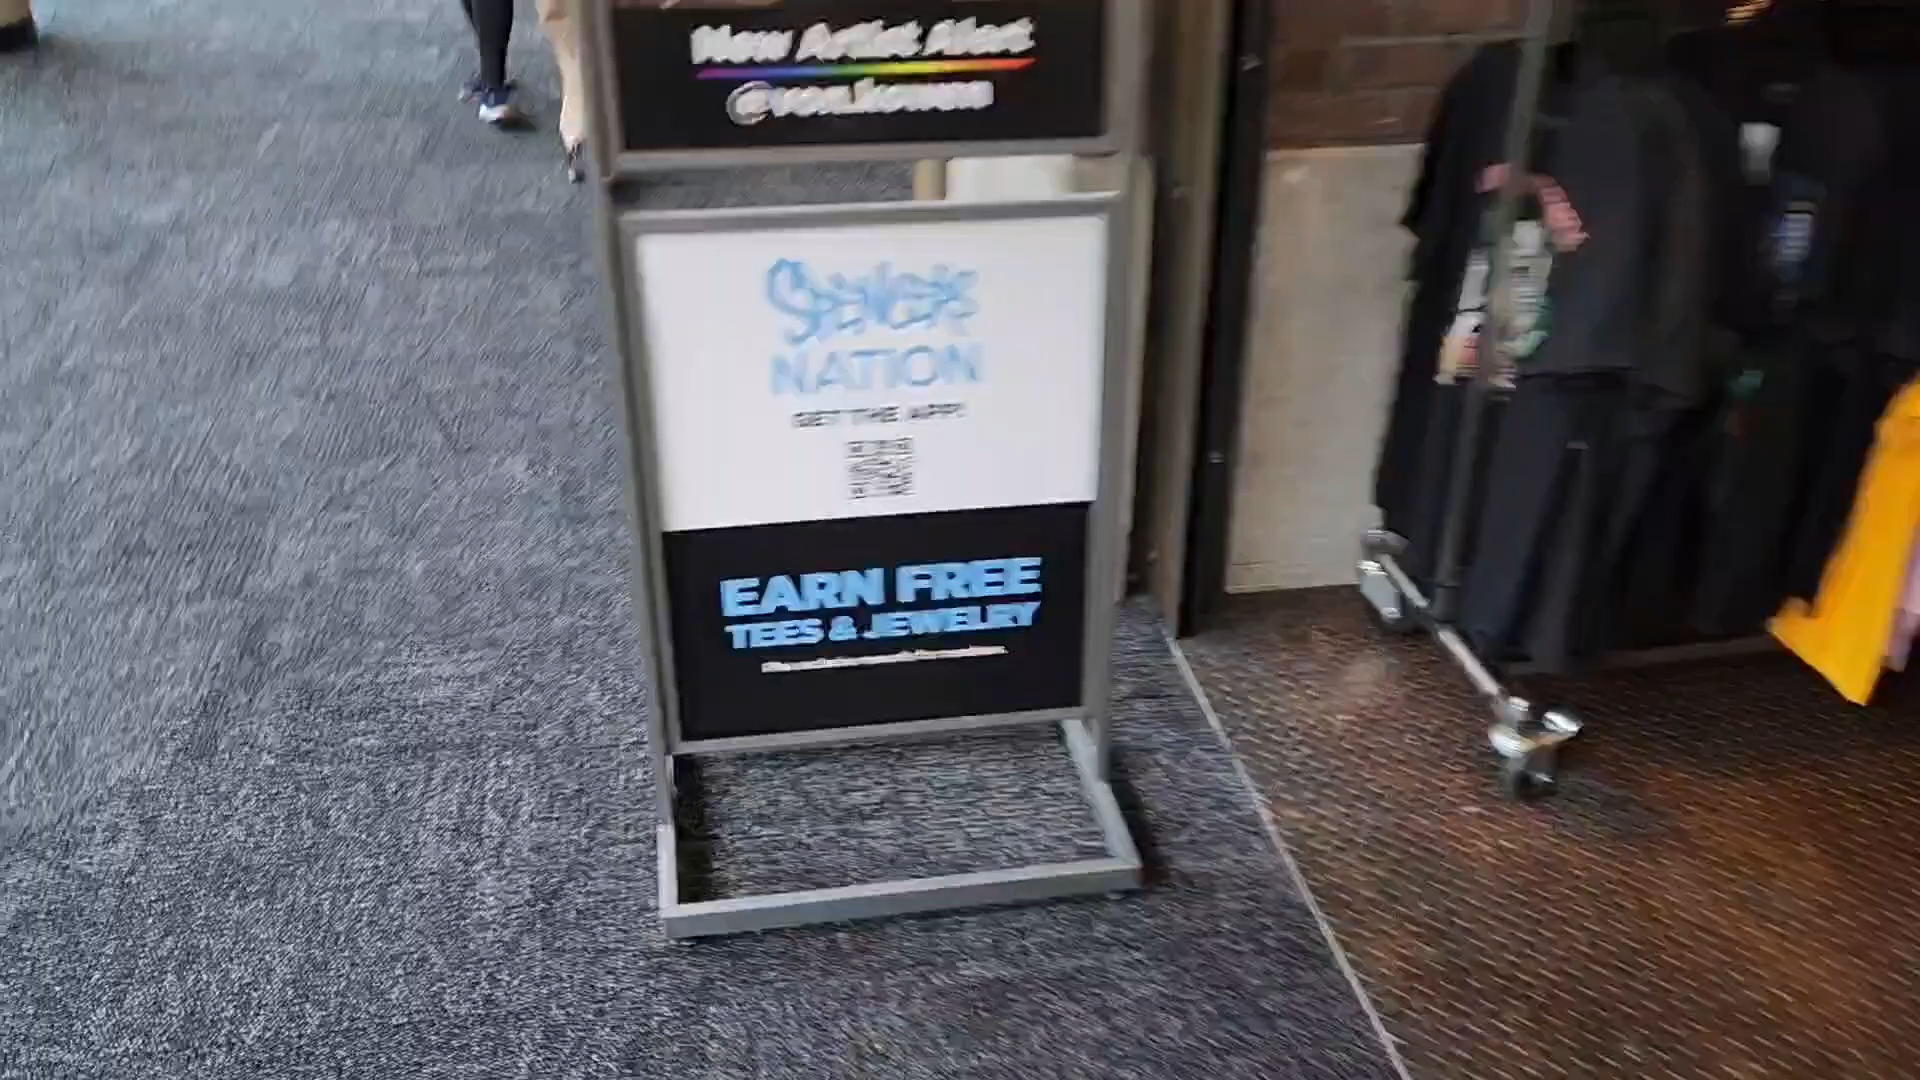 New Artist Alert
Spencer's
NATION
GET THE APP!
EARN FREE
TEES & JEWELRY